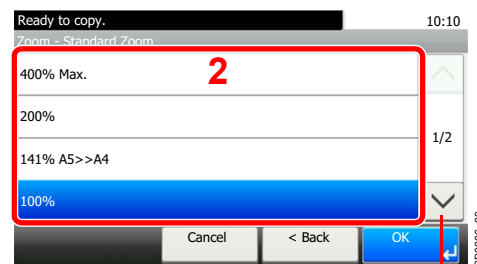 Ready to copy. 10:10
Zoom - Standard Zoom
400% Max.
2
200%
1/2
141% A5>>A4
100%
Cancel < Back OK